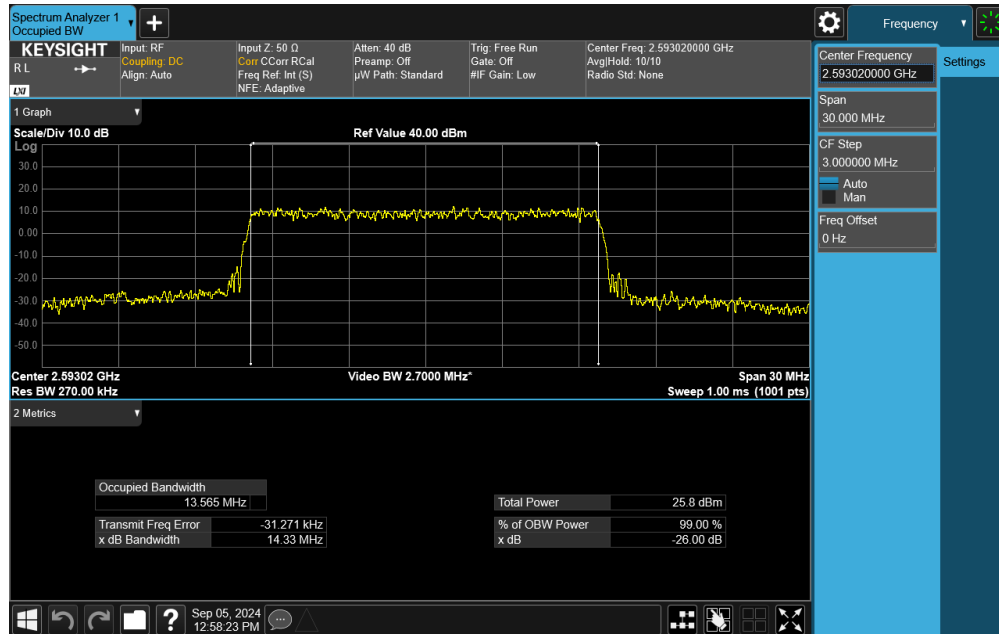 Spectrum Analyzer 1
Occupied BW
Frequency
KEYSIGHT
R L
LXI
Input: RF
Coupling: DC
Align: Auto
Input Z: 50 Ω
Corr CCorr RCal
Freq Ref: Int (S)
NFE: Adaptive
Atten: 40 dB
Preamp: Off
µW Path: Standard
Trig: Free Run
Gate: Off
#IF Gain: Low
Center Freq: 2.593020000 GHz
Avg|Hold: 10/10
Radio Std: None
Center Frequency
2.593020000 GHz
Settings
Span
30.000 MHz
CF Step
3.000000 MHz
Auto
Man
Freq Offset
0 Hz
1 Graph
Scale/Div 10.0 dB
Ref Value 40.00 dBm
Log
30.0
20.0
10.0
0.00
-10.0
-20.0
-30.0
-40.0
-50.0
Center 2.59302 GHz
Video BW 2.7000 MHz*
Span 30 MHz
Res BW 270.00 kHz
Sweep 1.00 ms (1001 pts)
2 Metrics
Occupied Bandwidth
13.565 MHz
Total Power 25.8 dBm
Transmit Freq Error -31.271 kHz
% of OBW Power 99.00 %
x dB Bandwidth 14.33 MHz
x dB -26.00 dB
Sep 05, 2024
12:58:23 PM